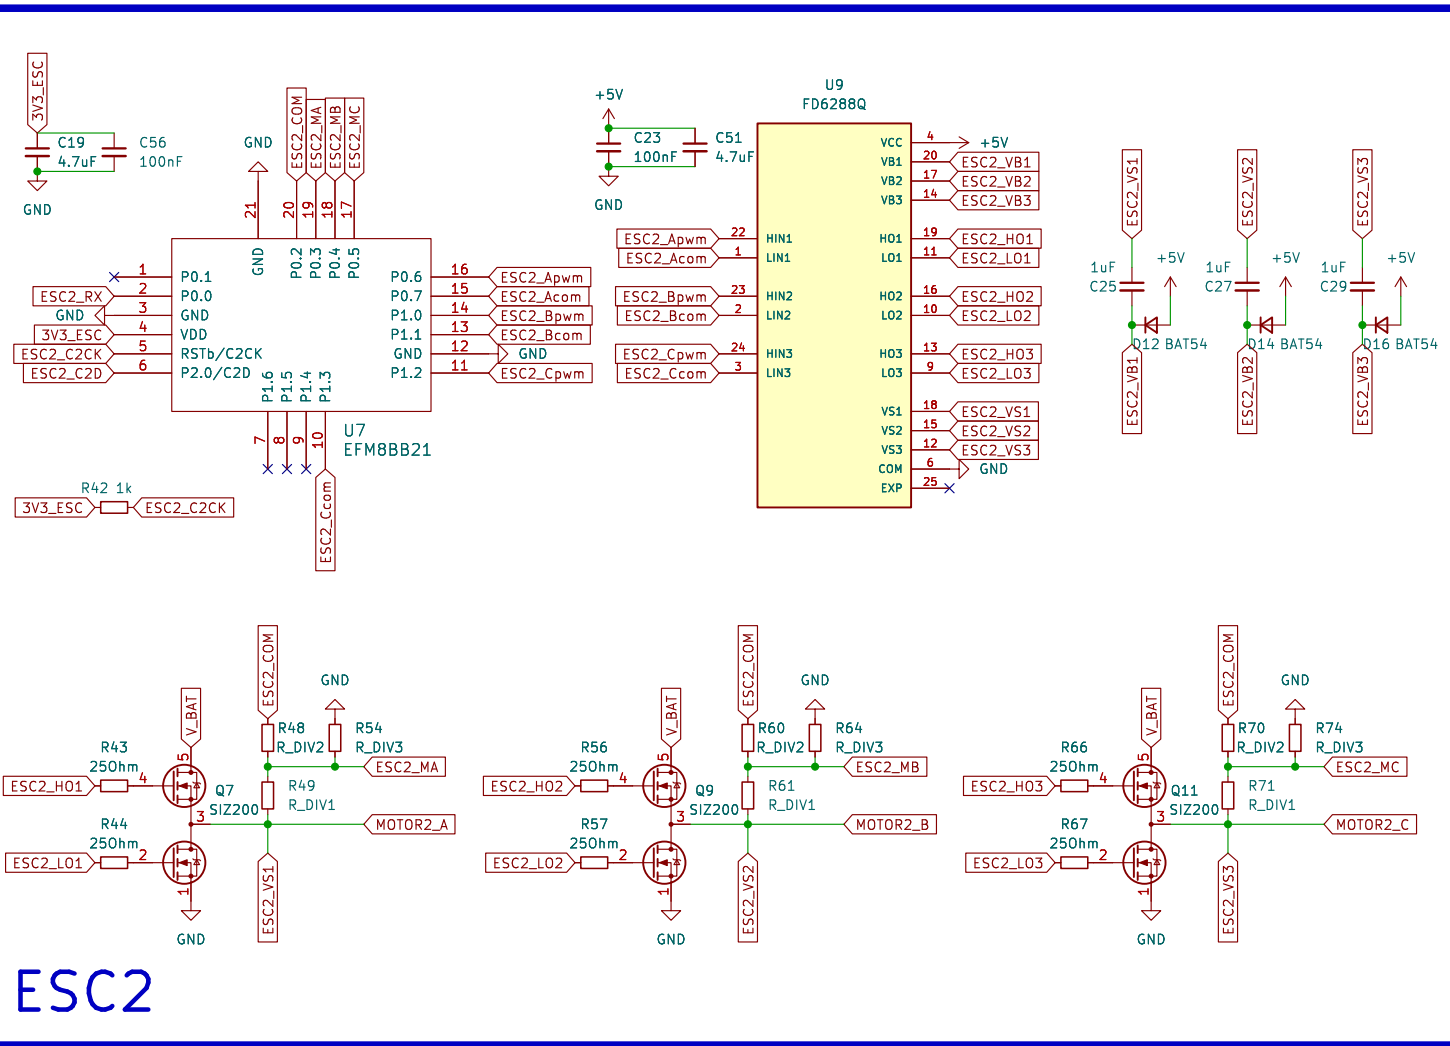 3V3_ESC
C19
4.7uF
C56
100nF
GND
GND
ESC2_COM
ESC2_MA
ESC2_MB
ESC2_MC
21
20
19
18
17
GND
P0.2
P0.3
P0.4
P0.5
1
P0.1
ESC2_RX
2
P0.0
GND
3
GND
3V3_ESC
4
VDD
ESC2_C2CK
5
RSTb/C2CK
ESC2_C2D
6
P2.0/C2D
P0.6
16
ESC2_Apwm
P0.7
15
ESC2_Acom
P1.0
14
ESC2_Bpwm
P1.1
13
ESC2_Bcom
GND
12
GND
P1.2
11
ESC2_Cpwm
P1.6
P1.5
P1.4
P1.3
7
8
9
10
U7
EFM8BB21
ESC2_Ccom
R42 1k
3V3_ESC
ESC2_C2CK
+5V
C23
100nF
C51
4.7uF
GND
U9
FD6288Q
VCC
4
+5V
VB1
20
ESC2_VB1
VB2
17
ESC2_VB2
VB3
14
ESC2_VB3
ESC2_Apwm
22
HIN1
HO1
19
ESC2_HO1
ESC2_Acom
1
LIN1
LO1
11
ESC2_LO1
ESC2_Bpwm
23
HIN2
HO2
16
ESC2_HO2
ESC2_Bcom
2
LIN2
LO2
10
ESC2_LO2
ESC2_Cpwm
24
HIN3
HO3
13
ESC2_HO3
ESC2_Ccom
3
LIN3
LO3
9
ESC2_LO3
VS1
18
ESC2_VS1
VS2
15
ESC2_VS2
VS3
12
ESC2_VS3
COM
6
GND
EXP
25
ESC2_VS1
1uF
C25
+5V
D12 BAT54
ESC2_VB1
ESC2_VS2
1uF
C27
+5V
D14 BAT54
ESC2_VB2
ESC2_VS3
1uF
C29
+5V
D16 BAT54
ESC2_VB3
ESC2_COM
GND
V_BAT
R48
R_DIV2
R54
R_DIV3
R43
25Ohm
5
ESC2_MA
ESC2_HO1
4
Q7
SIZ200
R49
R_DIV1
R44
25Ohm
3
MOTOR2_A
ESC2_LO1
2
1
ESC2_VS1
GND
ESC2_COM
GND
V_BAT
R60
R_DIV2
R64
R_DIV3
R56
25Ohm
5
ESC2_MB
ESC2_HO2
4
Q9
SIZ200
R61
R_DIV1
R57
25Ohm
3
MOTOR2_B
ESC2_LO2
2
1
ESC2_VS2
GND
ESC2_COM
GND
V_BAT
R70
R_DIV2
R74
R_DIV3
R66
25Ohm
5
ESC2_MC
ESC2_HO3
4
Q11
SIZ200
R71
R_DIV1
R67
25Ohm
3
MOTOR2_C
ESC2_LO3
2
1
ESC2_VS3
GND
ESC2